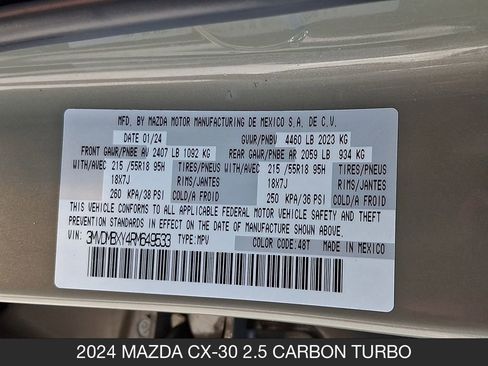 MFD. BY MAZDA MOTOR MANUFACTURING DE MEXICO S.A. DE C.V.
DATE 01/24 GVWR/PNBV 4460 LB 2023 KG
FRONT GAWR/PNBE AV 2407 LB 1092 KG REAR GAWR/PNBE AR 2059 LB 934 KG
WITH/AVEC 215 /55R18 95H TIRES/PNEUS WITH/AVEC 215 /55R18 95H TIRES/PNEUS
18X7J RIMS/JANTES 18X7J RIMS/JANTES
260 KPA/38 PSI COLD/A FROID 250 KPA/36 PSI COLD/A FROID
THIS VEHICLE CONFORMS TO ALL APPLICABLE FEDERAL MOTOR VEHICLE SAFETY AND THEFT
PREVENTION STANDARDS IN EFFECT ON THE DATE OF MANUFACTURE SHOWN ABOVE.
VIN: 3MVDMBXY4RM649533 TYPE:MPV COLOR CODE:48T MADE IN MEXICO
2024 MAZDA CX-30 2.5 CARBON TURBO